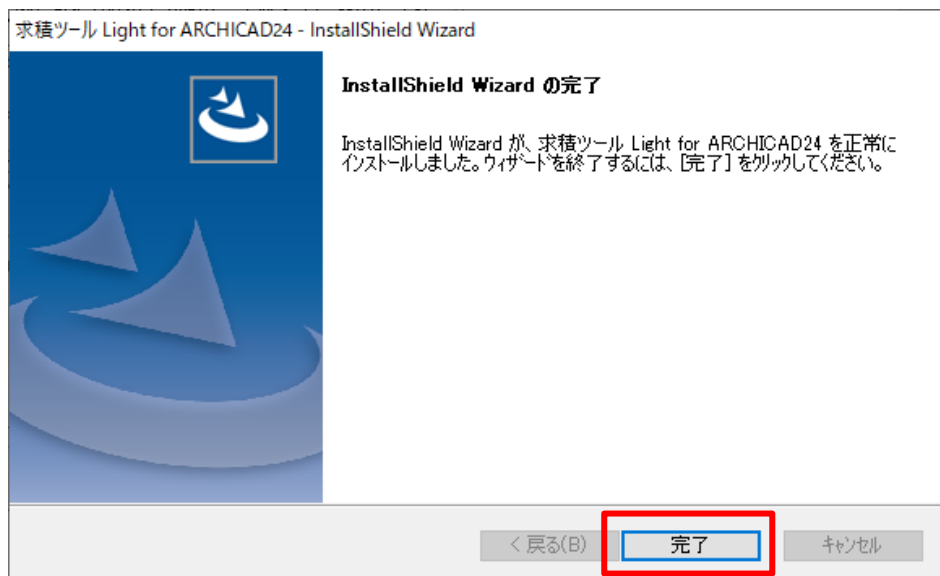 求積ツール Light for ARCHICAD24 - InstallShield Wizard
InstallShield Wizard の完了
InstallShield Wizard が、求積ツール Light for ARCHICAD24 を正常に
インストールしました。ウィザードを終了するには、[完了] をクリックしてください。
< 戻る(B)
完了
キャンセル